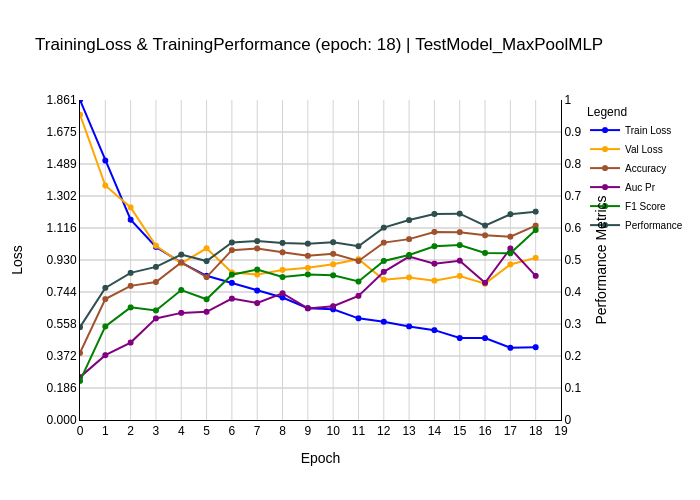 TrainingLoss & TrainingPerformance (epoch: 18) | TestModel_MaxPoolMLP
1.861
1.675
1.489
1.302
1.116
0.930
0.744
0.558
0.372
0.186
0.000
Loss
0 1 2 3 4 5 6 7 8 9 10 11 12 13 14 15 16 17 18 19
Epoch
1
0.9
0.8
0.7
0.6
0.5
0.4
0.3
0.2
0.1
0
Performance Metrics
Legend
Train Loss
Val Loss
Accuracy
Auc Pr
F1 Score
Performance